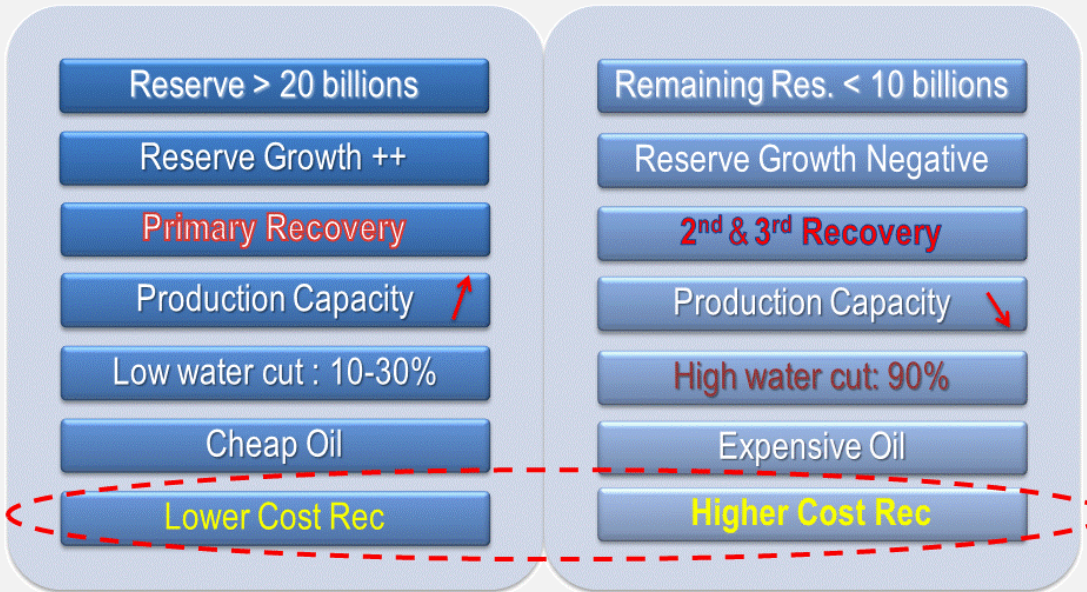 Reserve > 20 billions
Reserve Growth ++
Primary Recovery
Production Capacity
Low water cut : 10-30%
Cheap Oil
Lower Cost Rec
Remaining Res. < 10 billions
Reserve Growth Negative
2nd & 3rd Recovery
Production Capacity
High water cut: 90%
Expensive Oil
Higher Cost Rec